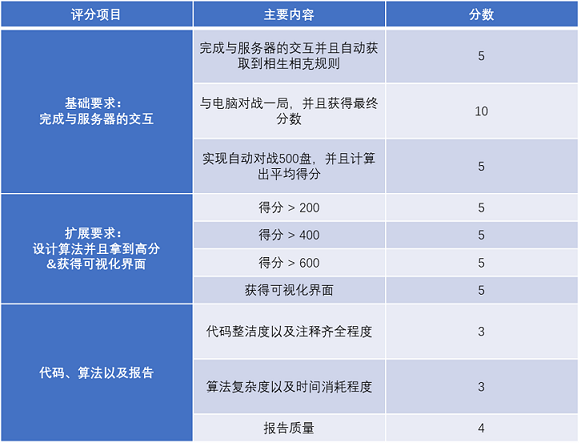 评分项目 主要内容 分数
基础要求：
完成与服务器的交互
完成与服务器的交互并且自动获
取到相生相克规则
5
与电脑对战一局，并且获得最终
分数
10
实现自动对战500盘，并且计算
出平均得分
5
扩展要求：
设计算法并且拿到高分
&获得可视化界面
得分 > 200 5
得分 > 400 5
得分 > 600 5
获得可视化界面 5
代码、算法以及报告
代码整洁度以及注释齐全程度 3
算法复杂度以及时间消耗程度 3
报告质量 4